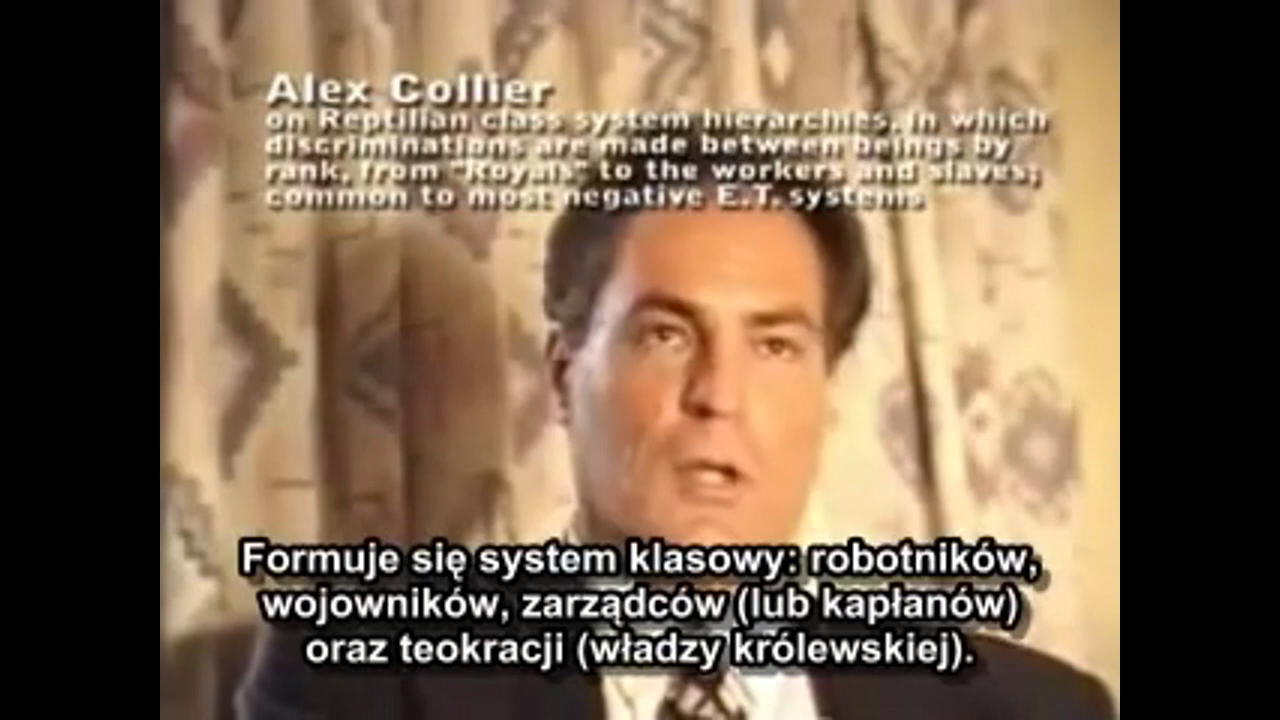 Alex Collier
on Reptilian class system hierarchies, in which
discriminations are made between beings by
rank, from "Royals" to the workers and slaves;
common to most negative E.T. systems
Formuje się system klasowy: robotników,
wojowników, zarządców (lub kapłanów)
oraz teokracji (władzy królewskiej).